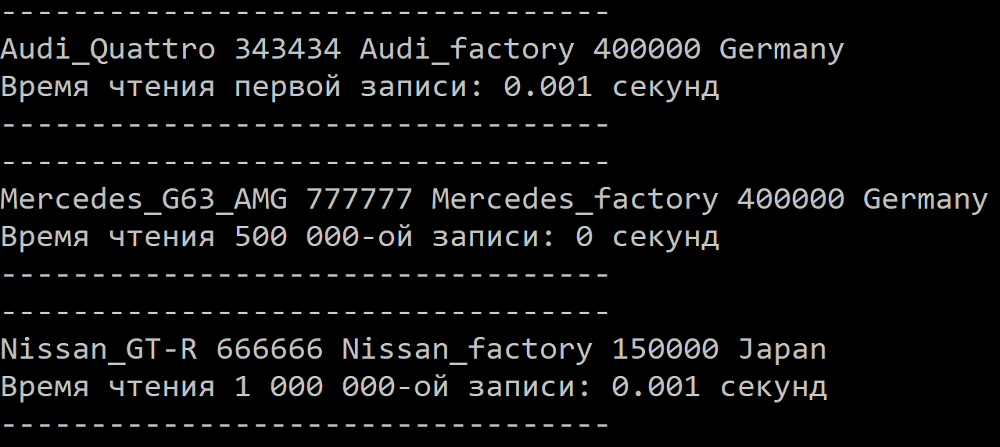 ----------------------------------
Audi_Quattro 343434 Audi_factory 400000 Germany
Время чтения первой записи: 0.001 секунд
----------------------------------
----------------------------------
Mercedes_G63_AMG 777777 Mercedes_factory 400000 Germany
Время чтения 500 000-ой записи: 0 секунд
----------------------------------
----------------------------------
Nissan_GT-R 666666 Nissan_factory 150000 Japan
Время чтения 1 000 000-ой записи: 0.001 секунд
----------------------------------